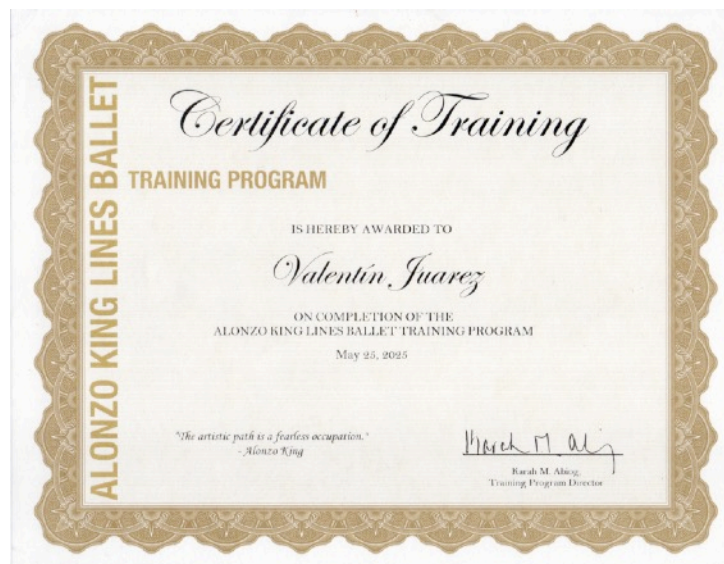 Certificate of Training
ALONZO KING LINES BALLET
TRAINING PROGRAM
IS HEREBY AWARDED TO
Valentín Juarez
ON COMPLETION OF THE
ALONZO KING LINES BALLET TRAINING PROGRAM
May 25, 2025
"The artistic path is a fearless occupation."
- Alonzo King
Karah M. Abiog,
Training Program Director